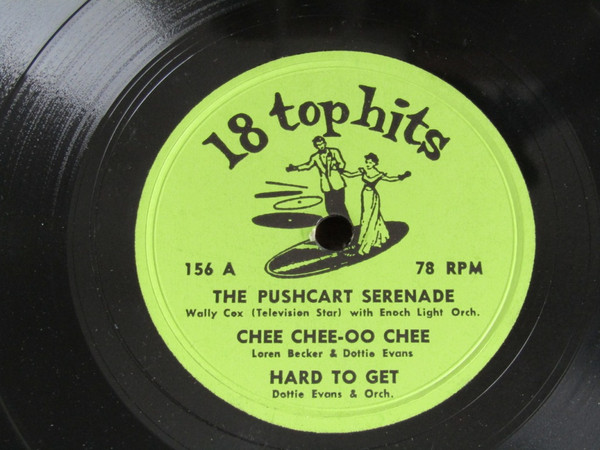 18 top hits
156 A 78 RPM
THE PUSHCART SERENADE
Wally Cox (Television Star) with Enoch Light Orch.
CHEE CHEE-OO CHEE
Loren Becker & Dottie Evans
HARD TO GET
Dottie Evans & Orch.